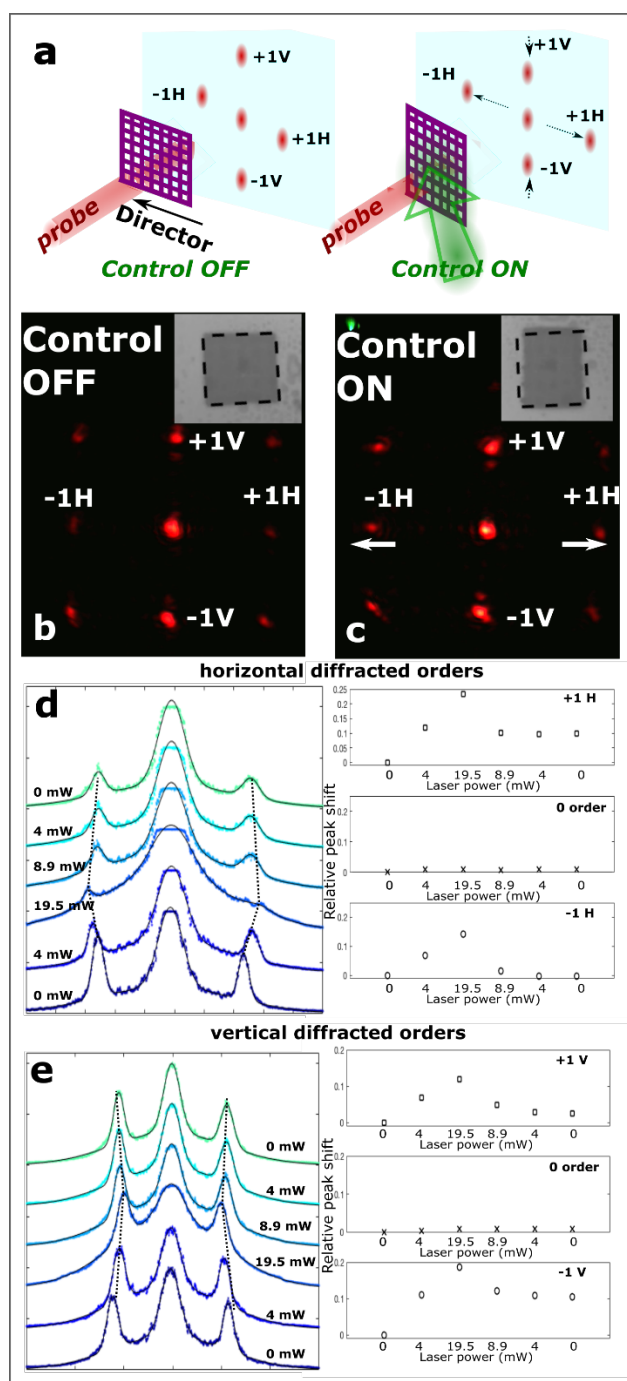 a
+1V
-1H
+1H
-1V
probe
Director
Control OFF
+1V
-1H
+1H
-1V
probe
Control ON
Control
OFF
+1V
-1H
+1H
-1V
b
Control
ON
+1V
-1H
+1H
-1V
c
horizontal diffracted orders
d
0 mW
4 mW
8.9 mW
19.5 mW
4 mW
0 mW
Relative peak shift
0.25
0.2
0.15
0.1
0.05
0
+1 H
0 4 19.5 8.9 4 0
Laser power (mW)
0.2
0.1
0
0 order
0 4 19.5 8.9 4 0
Laser power (mW)
0.2
0.1
0
-1 H
0 4 19.5 8.9 4 0
Laser power (mW)
vertical diffracted orders
e
0 mW
4 mW
8.9 mW
19.5 mW
4 mW
0 mW
Relative peak shift
0.2
0.1
0
+1 V
0 4 19.5 8.9 4 0
Laser power (mW)
0.2
0.1
0
0 order
0 4 19.5 8.9 4 0
Laser power (mW)
0.2
0.1
0
-1 V
0 4 19.5 8.9 4 0
Laser power (mW)